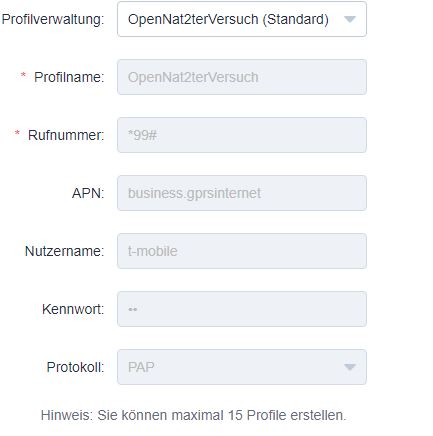 Profilverwaltung: OpenNat2terVersuch (Standard)
* Profilname: OpenNat2terVersuch
* Rufnummer: *99#
APN: business.gprsinternet
Nutzername: t-mobile
Kennwort: ••
Protokoll: PAP
Hinweis: Sie können maximal 15 Profile erstellen.